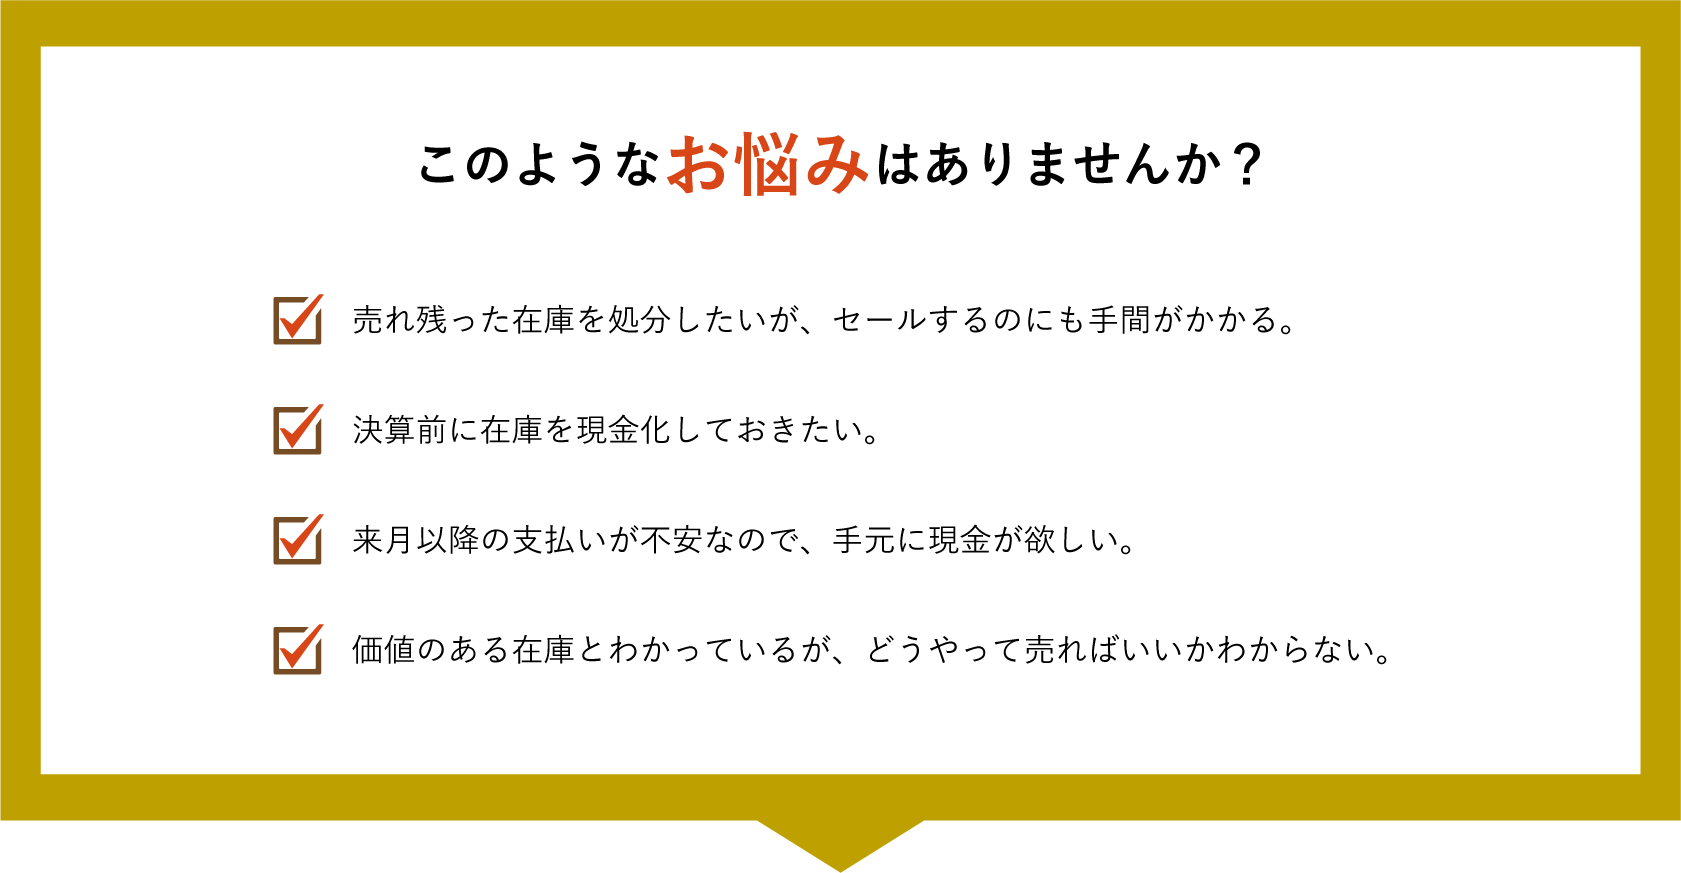 このようなお悩みはありませんか？
売れ残った在庫を処分したいが、セールするのにも手間がかかる。
決算前に在庫を現金化しておきたい。
来月以降の支払いが不安なので、手元に現金が欲しい。
価値のある在庫とわかっているが、どうやって売ればいいかわからない。